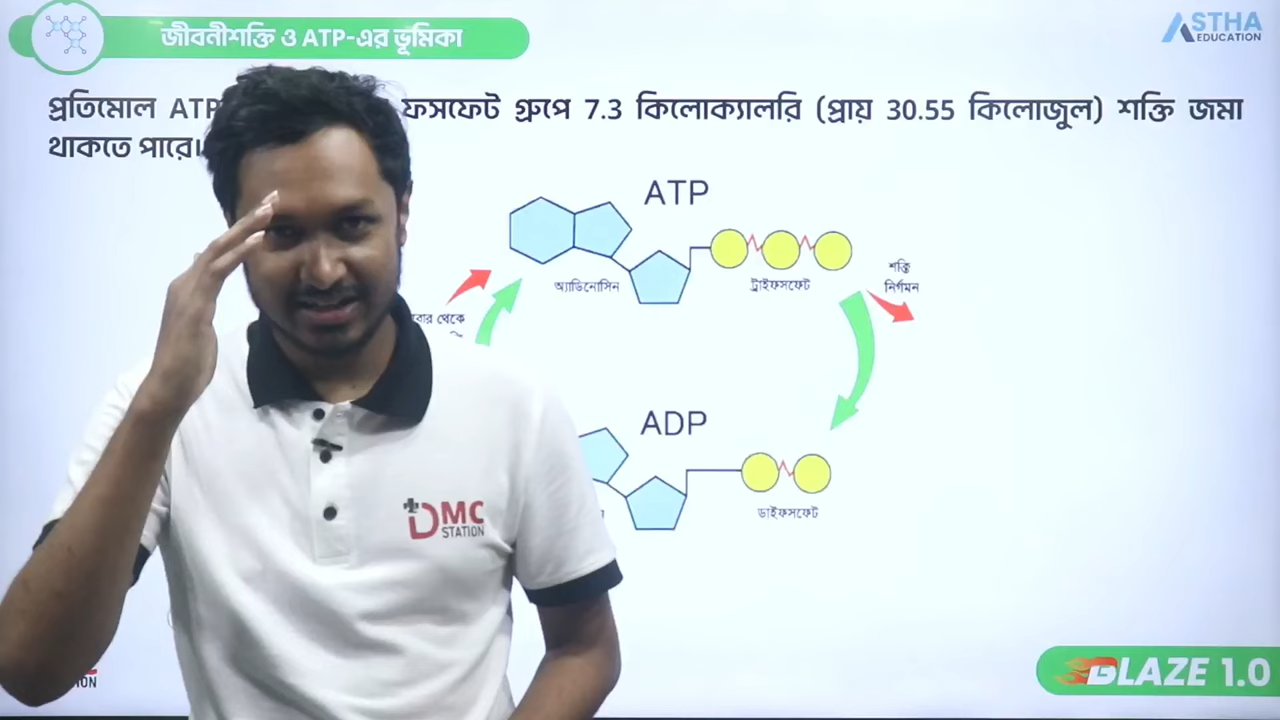 জীবনীশক্তি ও ATP-এর ভূমিকা
ASTHA
EDUCATION
প্রতিমোল ATP ফসফেট গ্রুপে 7.3 কিলোক্যালরি (প্রায় 30.55 কিলোজুল) শক্তি জমা
থাকতে পারে।
ATP
অ্যাডিনোসিন
ট্রাইফসফেট
শক্তি
নির্গমন
থেকে
ADP
ডাইফসফেট
DMC
STATION
BLAZE 1.0